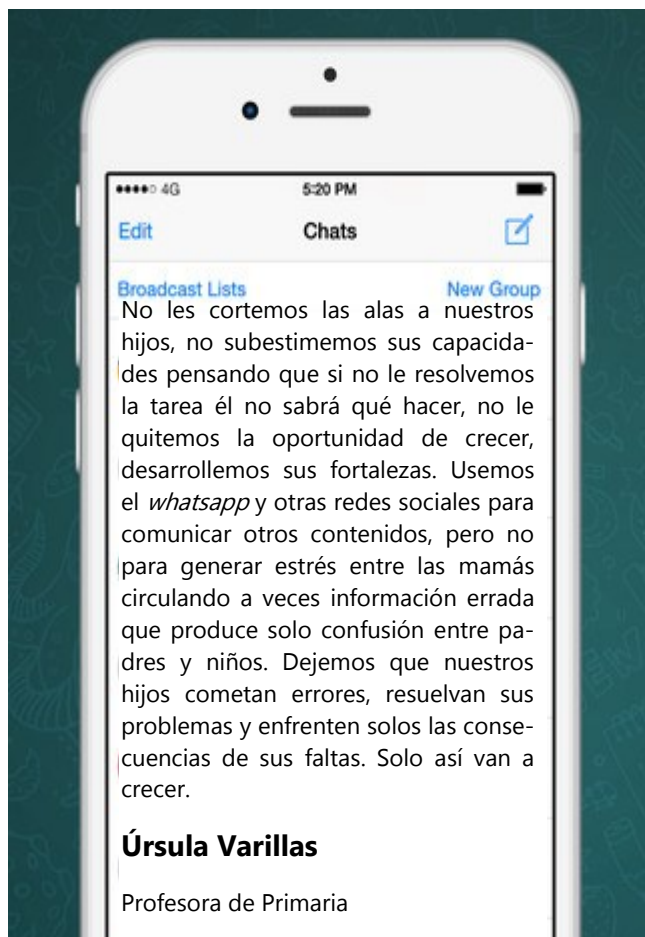 4G 5:20 PM
Edit Chats
Broadcast Lists New Group
No les cortemos las alas a nuestros
hijos, no subestimemos sus capacida-
des pensando que si no le resolvemos
la tarea él no sabrá qué hacer, no le
quitemos la oportunidad de crecer,
desarrollemos sus fortalezas. Usemos
el whatsapp y otras redes sociales para
comunicar otros contenidos, pero no
para generar estrés entre las mamás
circulando a veces información errada
que produce solo confusión entre pa-
dres y niños. Dejemos que nuestros
hijos cometan errores, resuelvan sus
problemas y enfrenten solos las conse-
cuencias de sus faltas. Solo así van a
crecer.
Úrsula Varillas
Profesora de Primaria